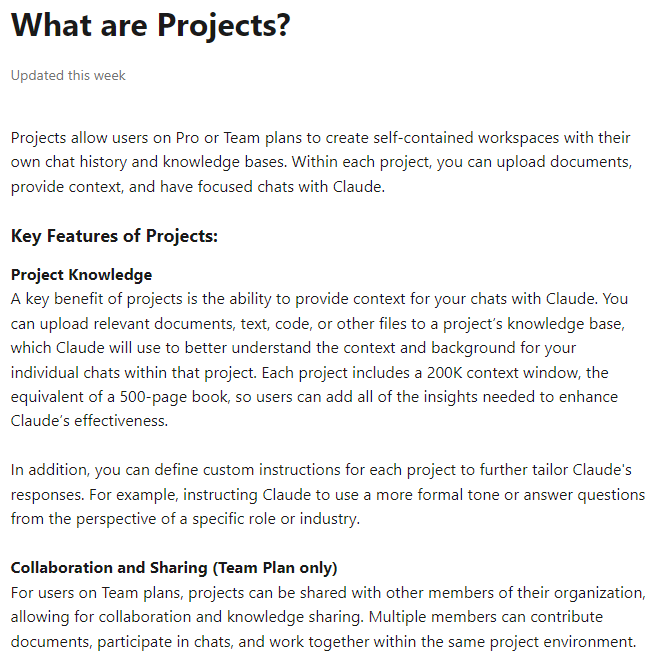 What are Projects?
Updated this week
Projects allow users on Pro or Team plans to create self-contained workspaces with their
own chat history and knowledge bases. Within each project, you can upload documents,
provide context, and have focused chats with Claude.
Key Features of Projects:
Project Knowledge
A key benefit of projects is the ability to provide context for your chats with Claude. You
can upload relevant documents, text, code, or other files to a project’s knowledge base,
which Claude will use to better understand the context and background for your
individual chats within that project. Each project includes a 200K context window, the
equivalent of a 500-page book, so users can add all of the insights needed to enhance
Claude’s effectiveness.
In addition, you can define custom instructions for each project to further tailor Claude's
responses. For example, instructing Claude to use a more formal tone or answer questions
from the perspective of a specific role or industry.
Collaboration and Sharing (Team Plan only)
For users on Team plans, projects can be shared with other members of their organization,
allowing for collaboration and knowledge sharing. Multiple members can contribute
documents, participate in chats, and work together within the same project environment.